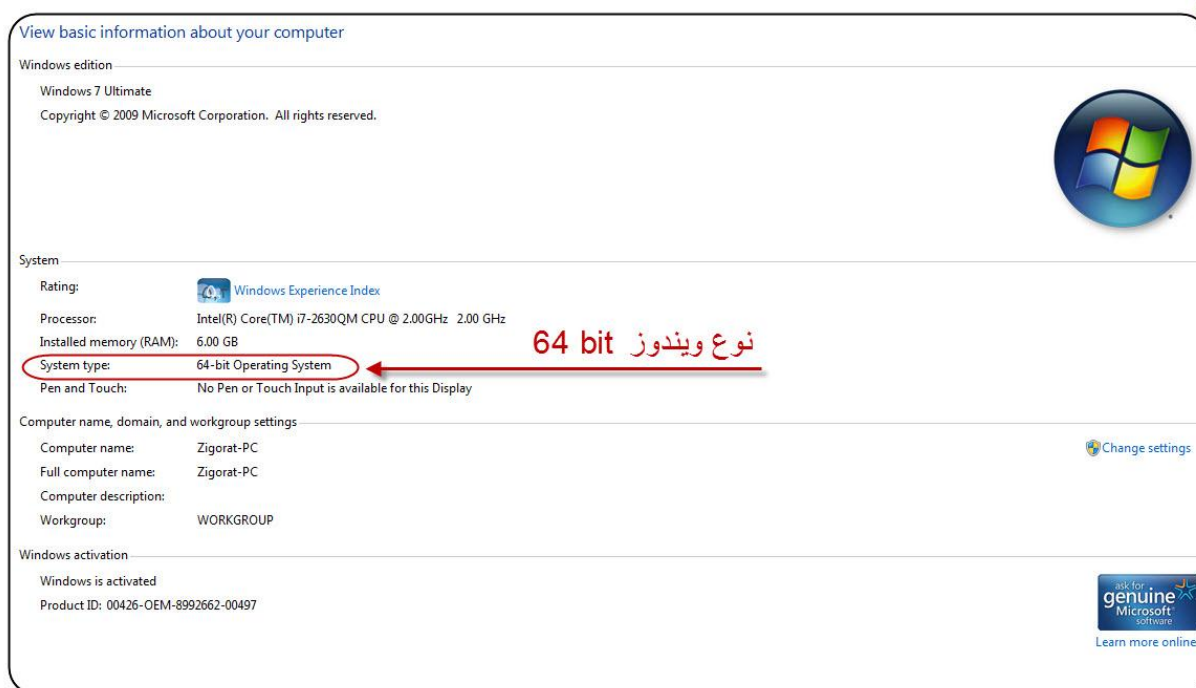 View basic information about your computer
Windows edition
Windows 7 Ultimate
Copyright © 2009 Microsoft Corporation. All rights reserved.
System
Rating: Windows Experience Index
Processor: Intel(R) Core(TM) i7-2630QM CPU @ 2.00GHz 2.00 GHz
Installed memory (RAM): 6.00 GB
نوع ویندوز 64 bit
System type: 64-bit Operating System
Pen and Touch: No Pen or Touch Input is available for this Display
Computer name, domain, and workgroup settings
Computer name: Zigorat-PC
Change settings
Full computer name: Zigorat-PC
Computer description:
Workgroup: WORKGROUP
Windows activation
Windows is activated
Product ID: 00426-OEM-8992662-00497
ask for
genuine
Microsoft
software
Learn more online